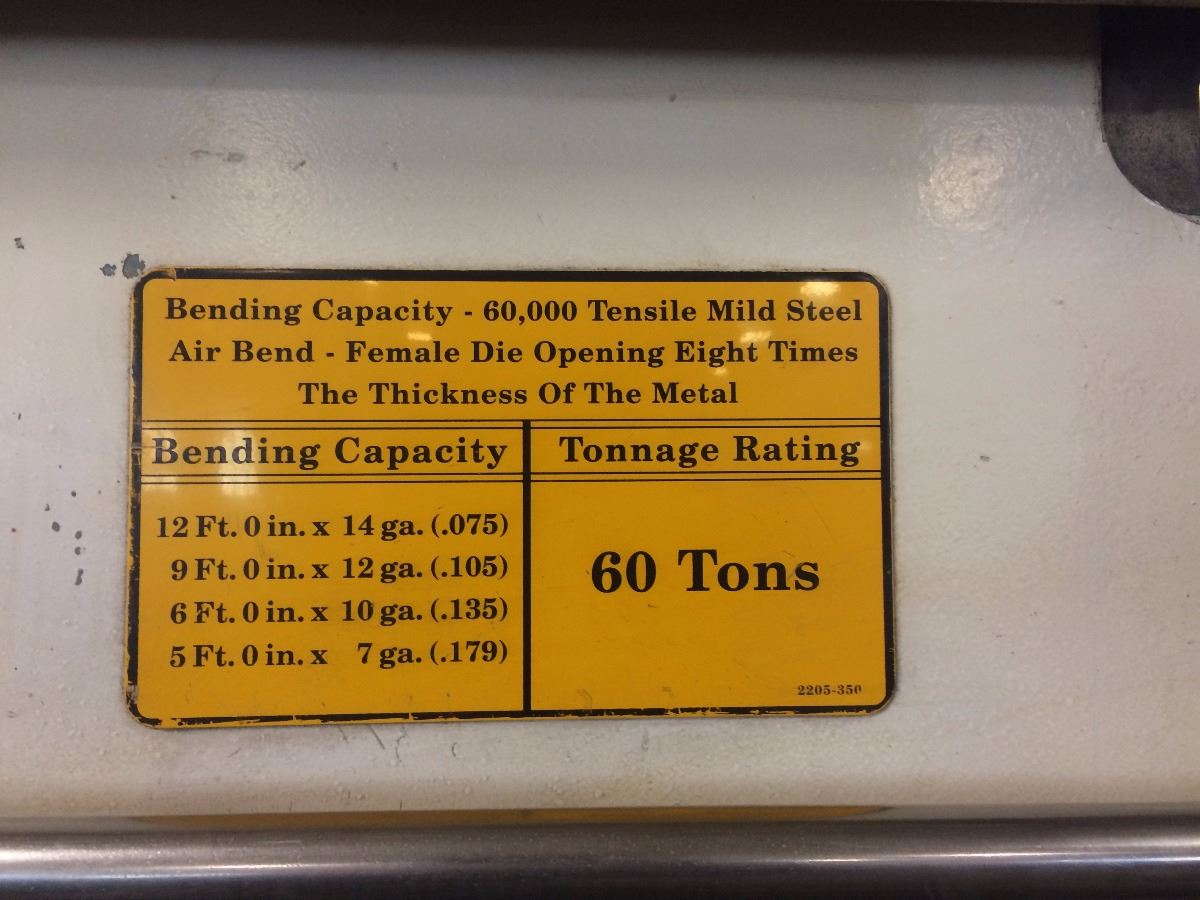 Bending Capacity - 60,000 Tensile Mild Steel
Air Bend - Female Die Opening Eight Times
The Thickness Of The Metal
Bending Capacity
Tonnage Rating
12 Ft. 0 in. x 14 ga. (.075)
9 Ft. 0 in. x 12 ga. (.105)
6 Ft. 0 in. x 10 ga. (.135)
5 Ft. 0 in. x 7 ga. (.179)
60 Tons
2205-350